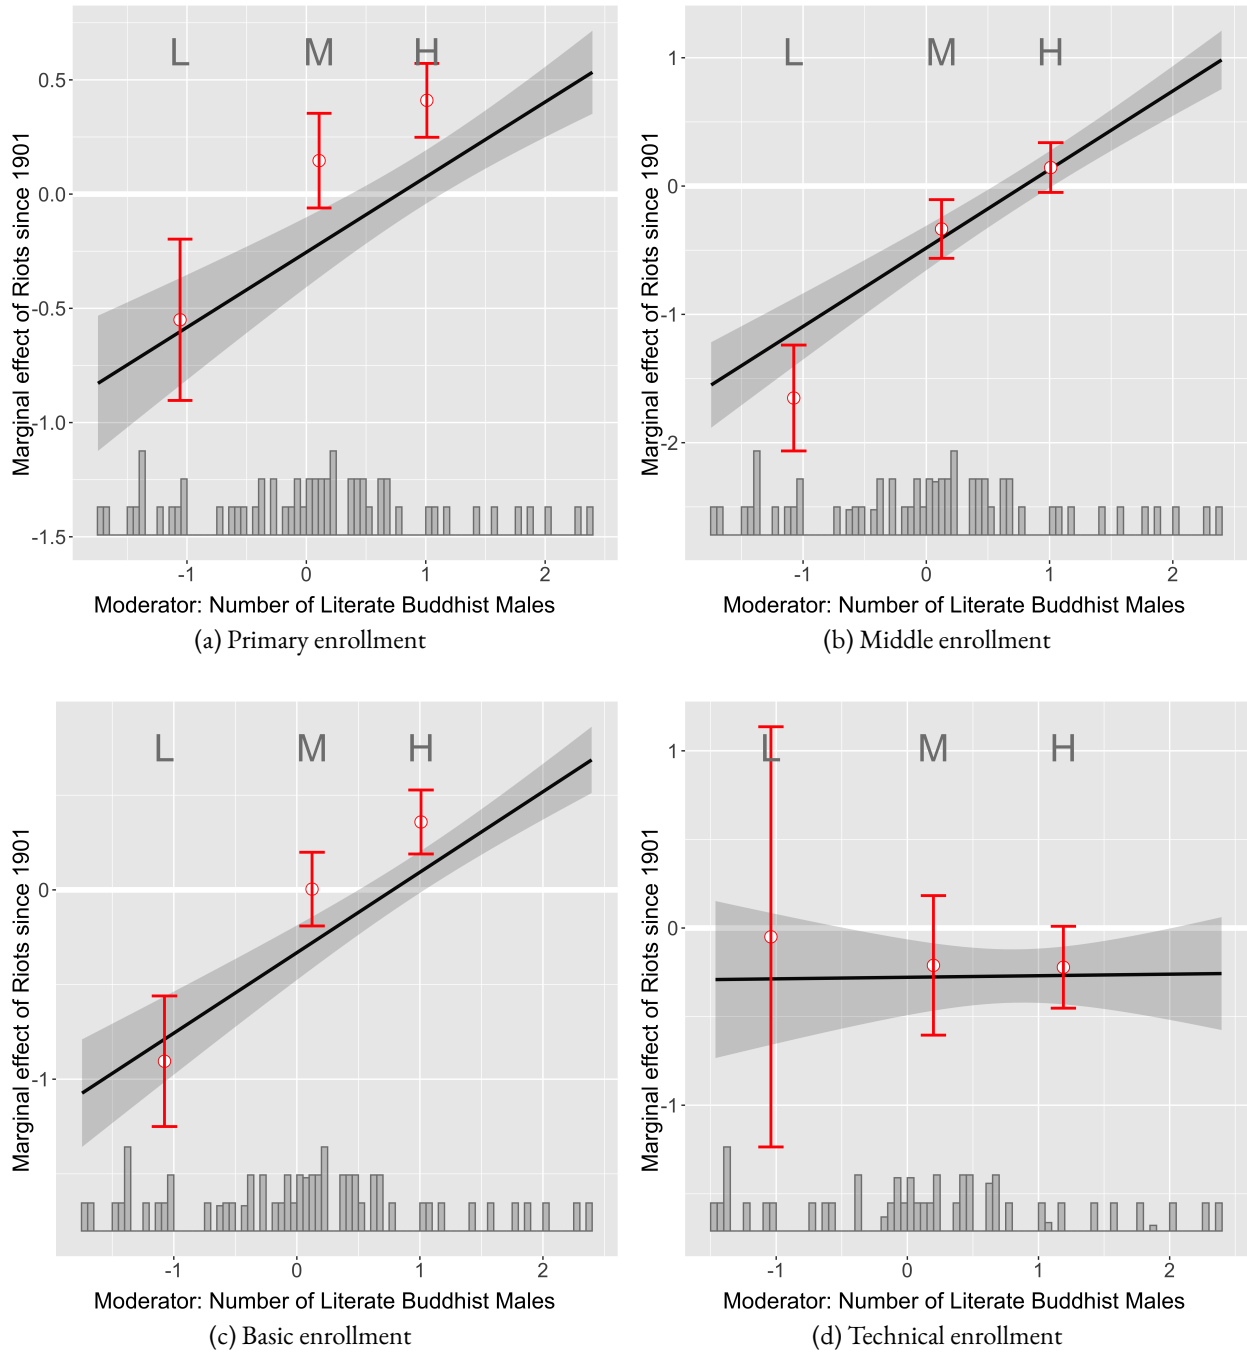 L M H
0.5
0.0
-0.5
-1.0
-1.5
Marginal effect of Riots since 1901
-1 0 1 2
Moderator: Number of Literate Buddhist Males
(a) Primary enrollment
L M H
1
0
-1
-2
Marginal effect of Riots since 1901
-1 0 1 2
Moderator: Number of Literate Buddhist Males
(b) Middle enrollment
L M H
0
-1
Marginal effect of Riots since 1901
-1 0 1 2
Moderator: Number of Literate Buddhist Males
(c) Basic enrollment
L M H
1
0
-1
Marginal effect of Riots since 1901
-1 0 1 2
Moderator: Number of Literate Buddhist Males
(d) Technical enrollment